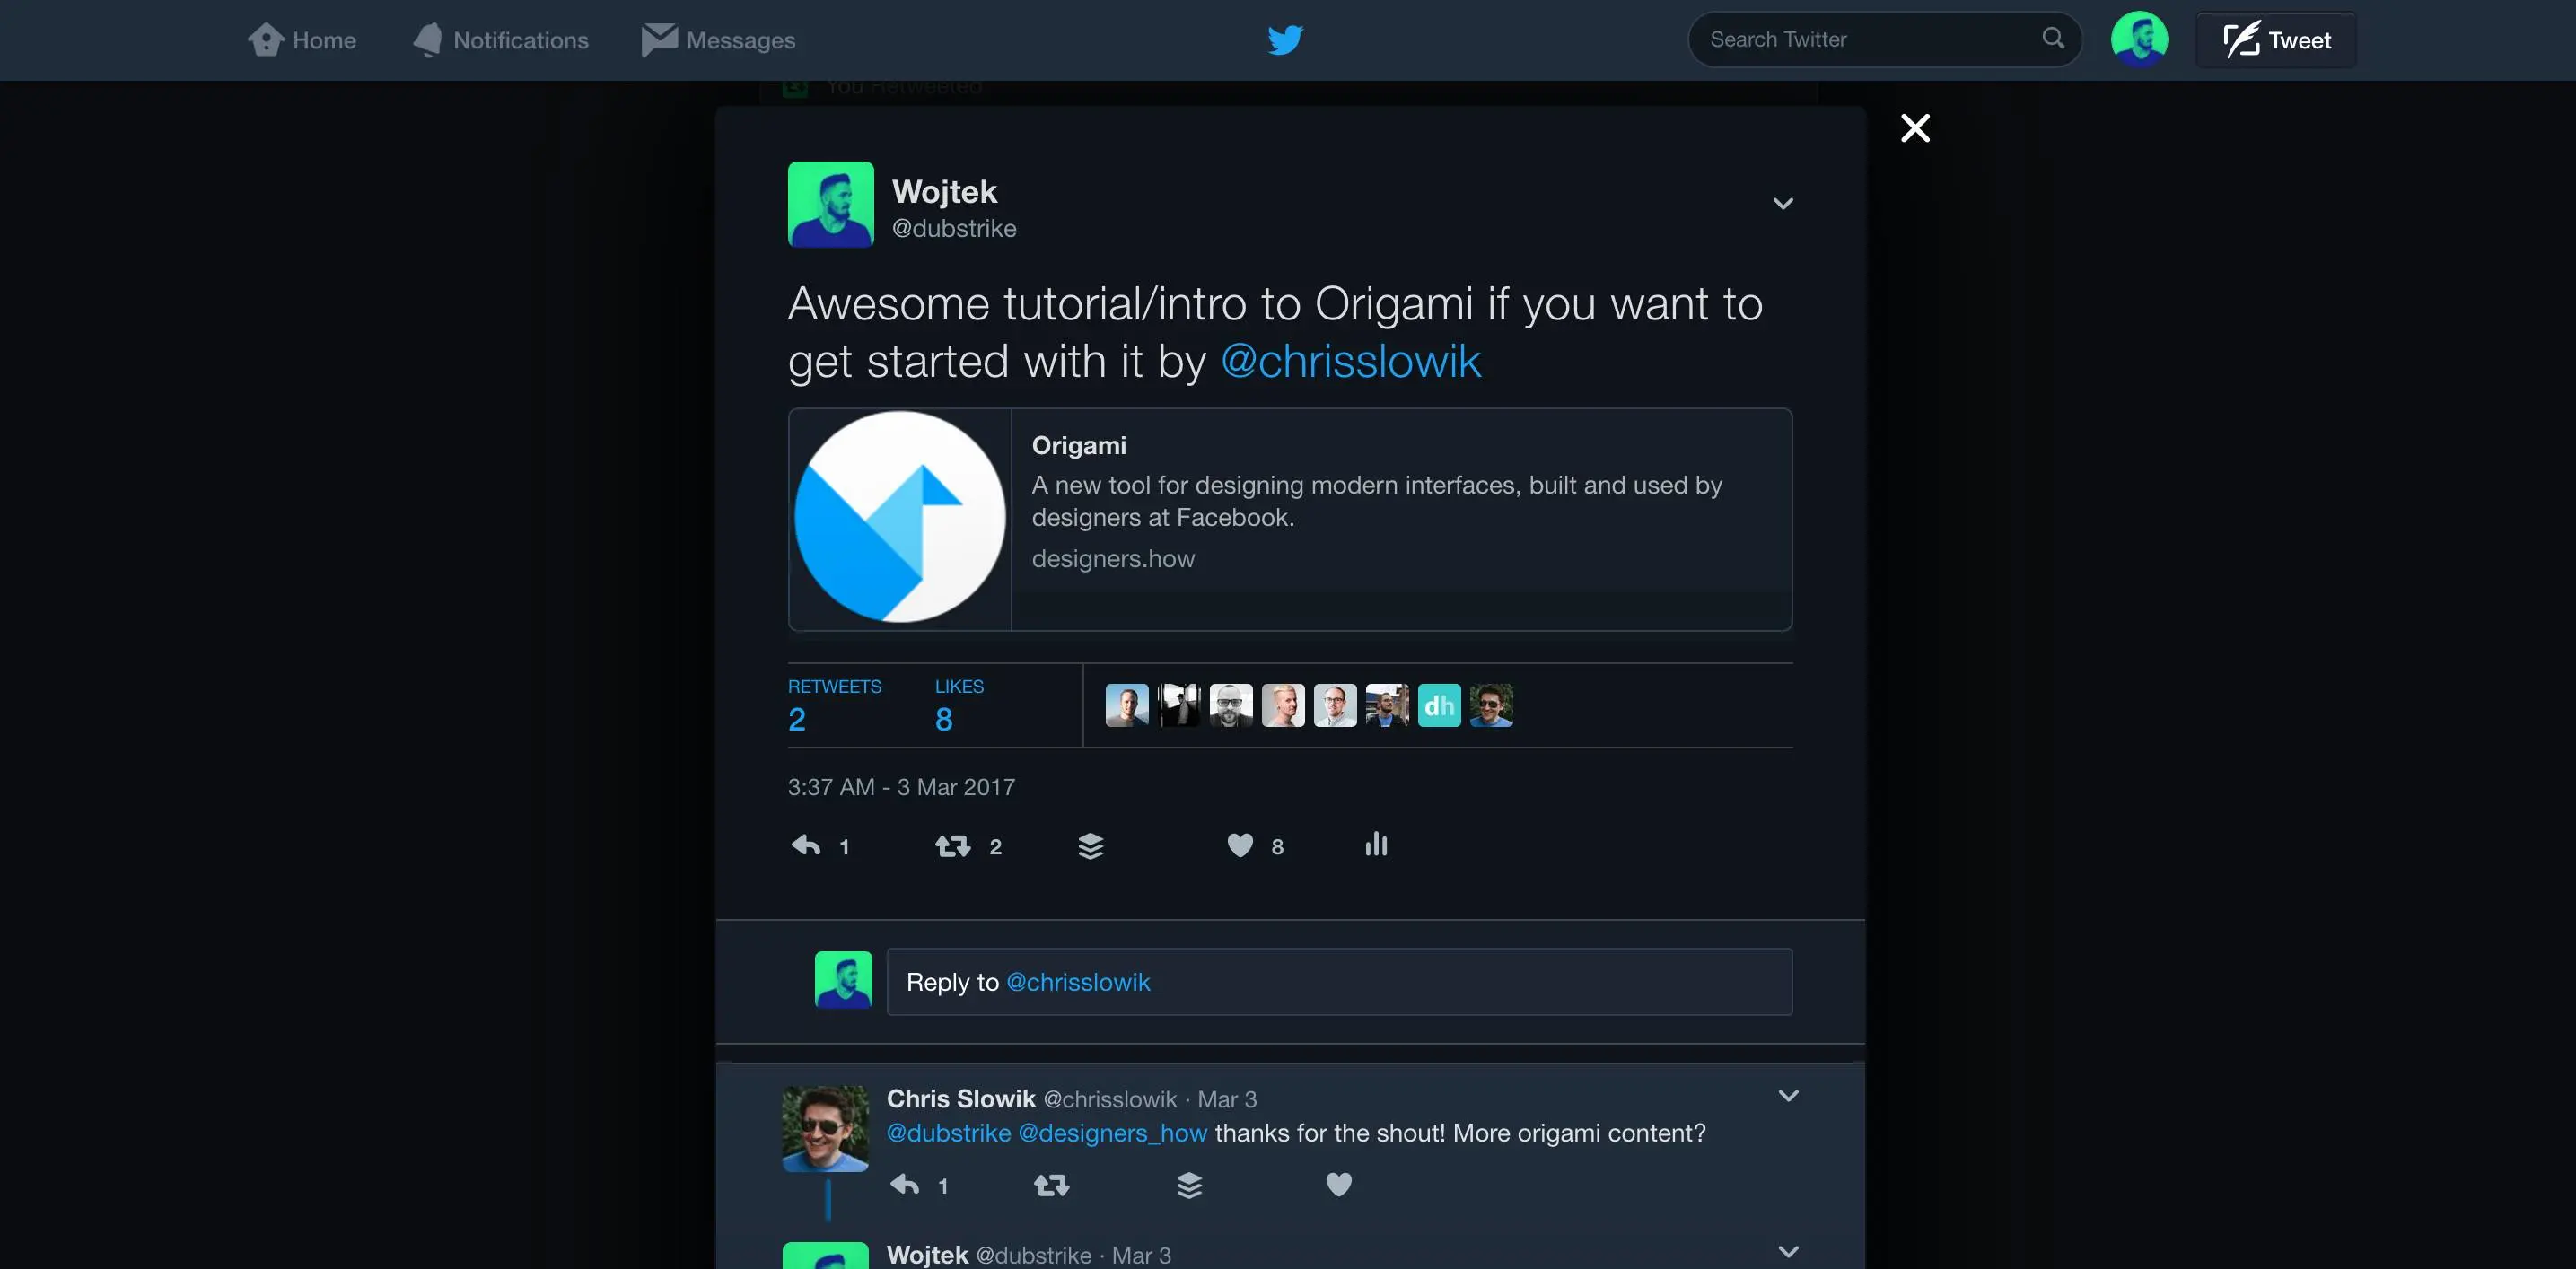 Home Notifications Messages Search Twitter Tweet
You Retweeted
Wojtek
@dubstrike
Awesome tutorial/intro to Origami if you want to
get started with it by @chrisslowik
Origami
A new tool for designing modern interfaces, built and used by
designers at Facebook.
designers.how
RETWEETS LIKES
2 8
dh
3:37 AM - 3 Mar 2017
1 2 8
Reply to @chrisslowik
Chris Slowik @chrisslowik · Mar 3
@dubstrike @designers_how thanks for the shout! More origami content?
1
Wojtek @dubstrike · Mar 3